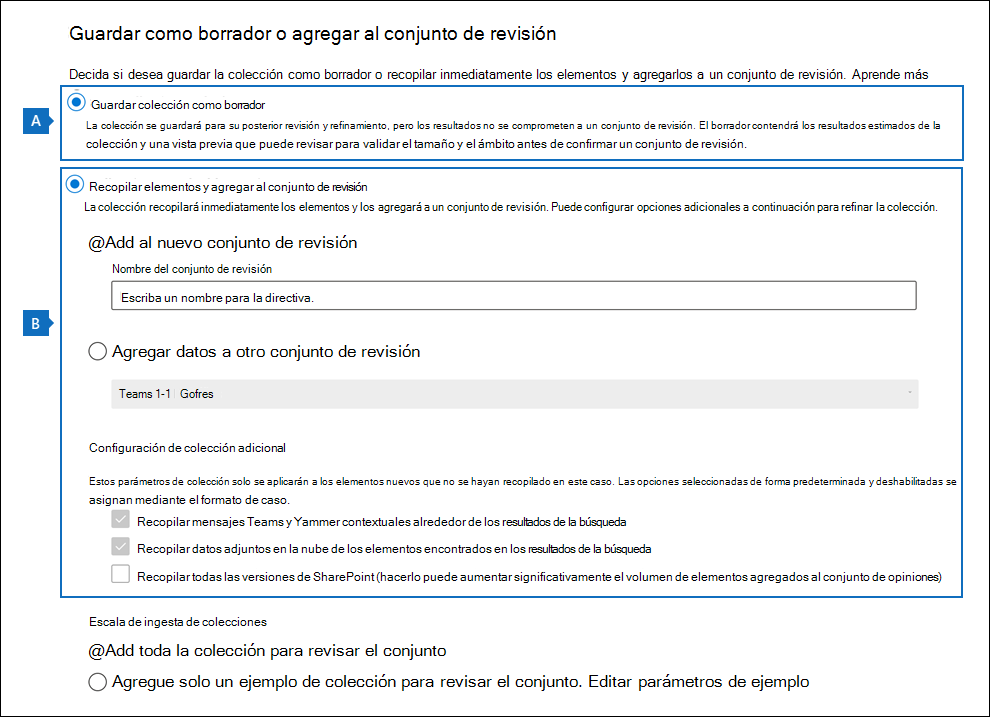 Guardar como borrador o agregar al conjunto de revisión
Decida si desea guardar la colección como borrador o recopilar inmediatamente los elementos y agregarlos a un conjunto de revisión. Aprende más
Guardar colección como borrador
A
La colección se guardará para su posterior revisión y refinamiento, pero los resultados no se comprometen a un conjunto de revisión. El borrador contendrá los resultados estimados de la
colección y una vista previa que puede revisar para validar el tamaño y el ámbito antes de confirmar un conjunto de revisión.
Recopilar elementos y agregar al conjunto de revisión
La colección recopilará inmediatamente los elementos y los agregará a un conjunto de revisión. Puede configurar opciones adicionales a continuación para refinar la colección.
@Add al nuevo conjunto de revisión
Nombre del conjunto de revisión
Escriba un nombre para la directiva.
B
Agregar datos a otro conjunto de revisión
Teams 1-1 Gofres
Configuración de colección adicional
Estos parámetros de colección solo se aplicarán a los elementos nuevos que no se hayan recopilado en este caso. Las opciones seleccionadas de forma predeterminada y deshabilitadas se
asignan mediante el formato de caso.
Recopilar mensajes Teams y Yammer contextuales alrededor de los resultados de la búsqueda
Recopilar datos adjuntos en la nube de los elementos encontrados en los resultados de la búsqueda
Recopilar todas las versiones de SharePoint (hacerlo puede aumentar significativamente el volumen de elementos agregados al conjunto de opiniones)
Escala de ingesta de colecciones
@Add toda la colección para revisar el conjunto
Agregue solo un ejemplo de colección para revisar el conjunto. Editar parámetros de ejemplo